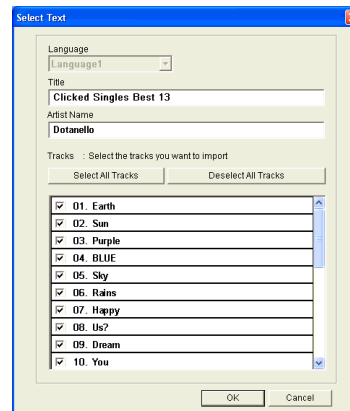 Select Text
Language
Language1
Title
Clicked Singles Best 13
Artist Name
Dotanello
Tracks : Select the tracks you want to import
Select All Tracks Deselect All Tracks
01. Earth
02. Sun
03. Purple
04. BLUE
05. Sky
06. Rains
07. Happy
08. Us?
09. Dream
10. You
OK Cancel